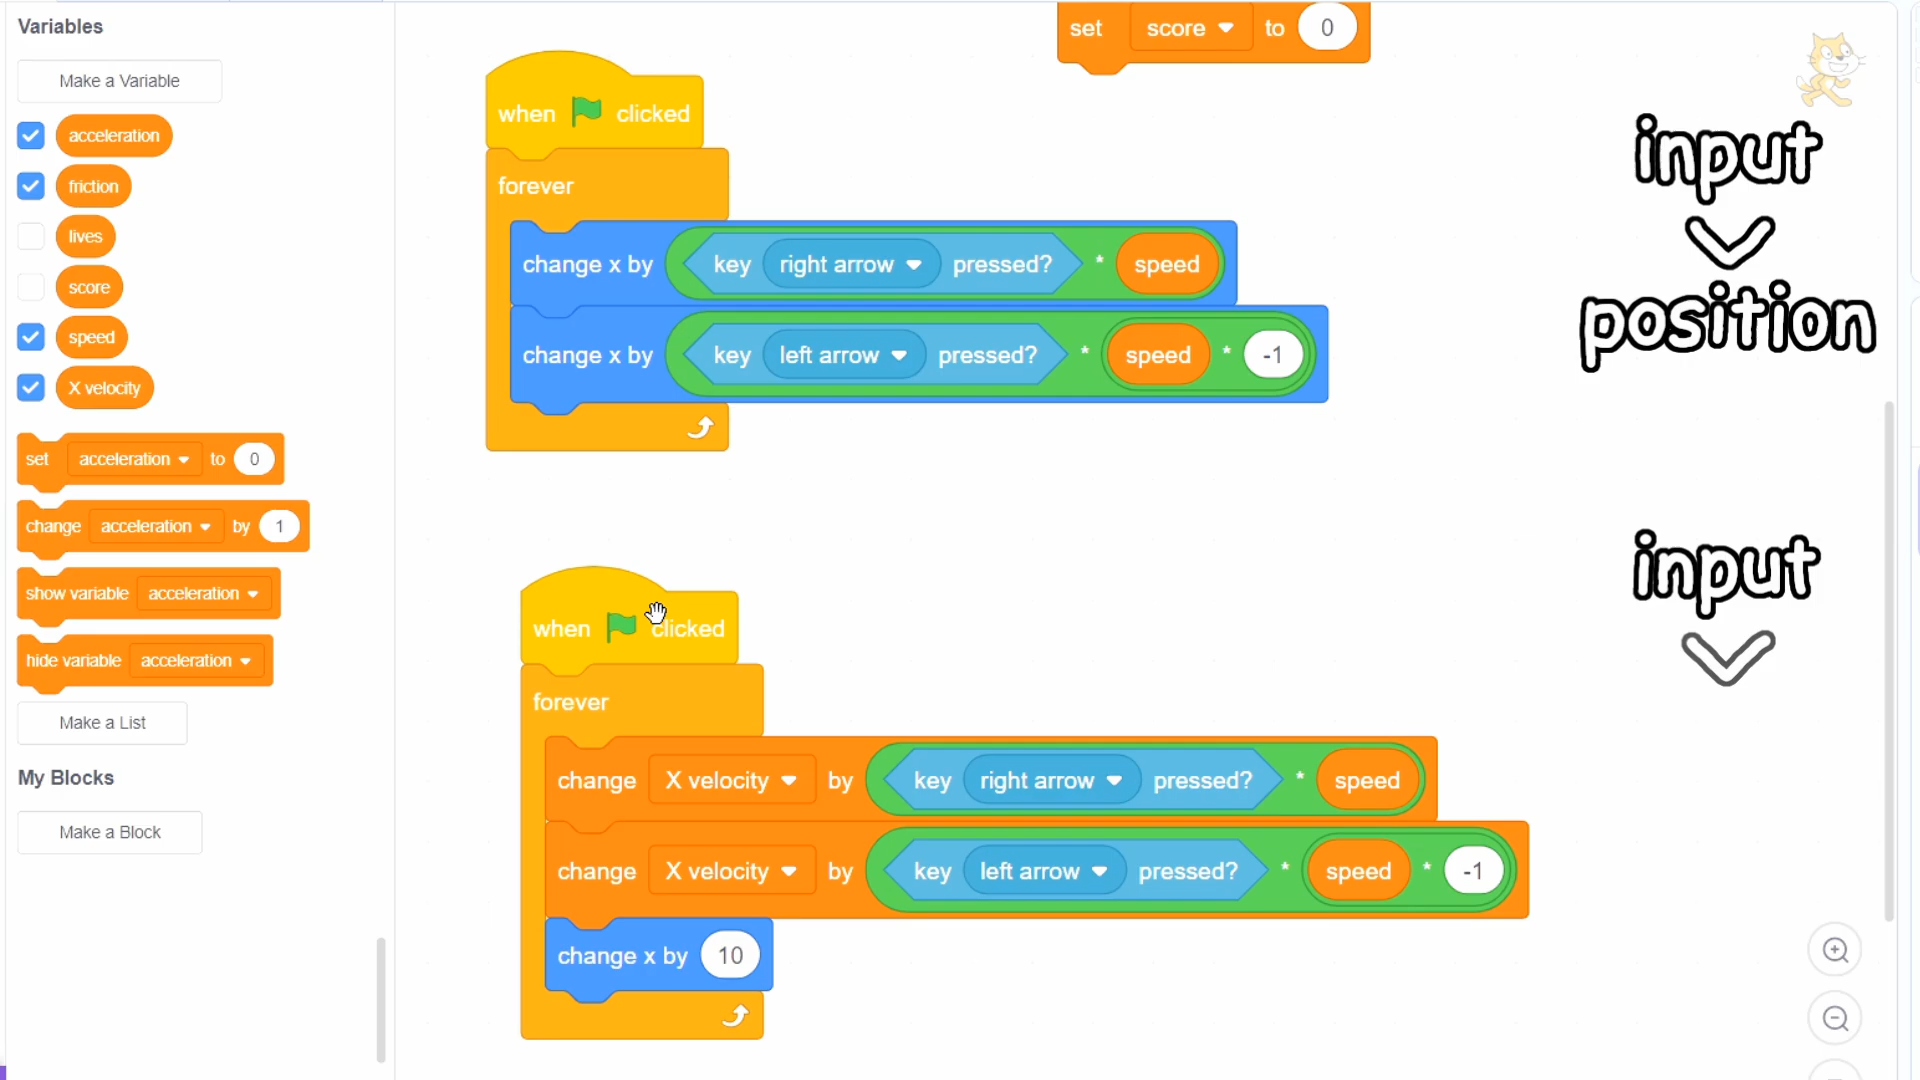 Variables
Make a Variable
acceleration
friction
lives
score
speed
X velocity
set acceleration to 0
change acceleration by 1
show variable acceleration
hide variable acceleration
Make a List
My Blocks
Make a Block
set score to 0
when clicked
forever
change x by key right arrow pressed? * speed
change x by key left arrow pressed? * speed * -1
when clicked
forever
change X velocity by key right arrow pressed? * speed
change X velocity by key left arrow pressed? * speed * -1
change x by 10
input
position
input